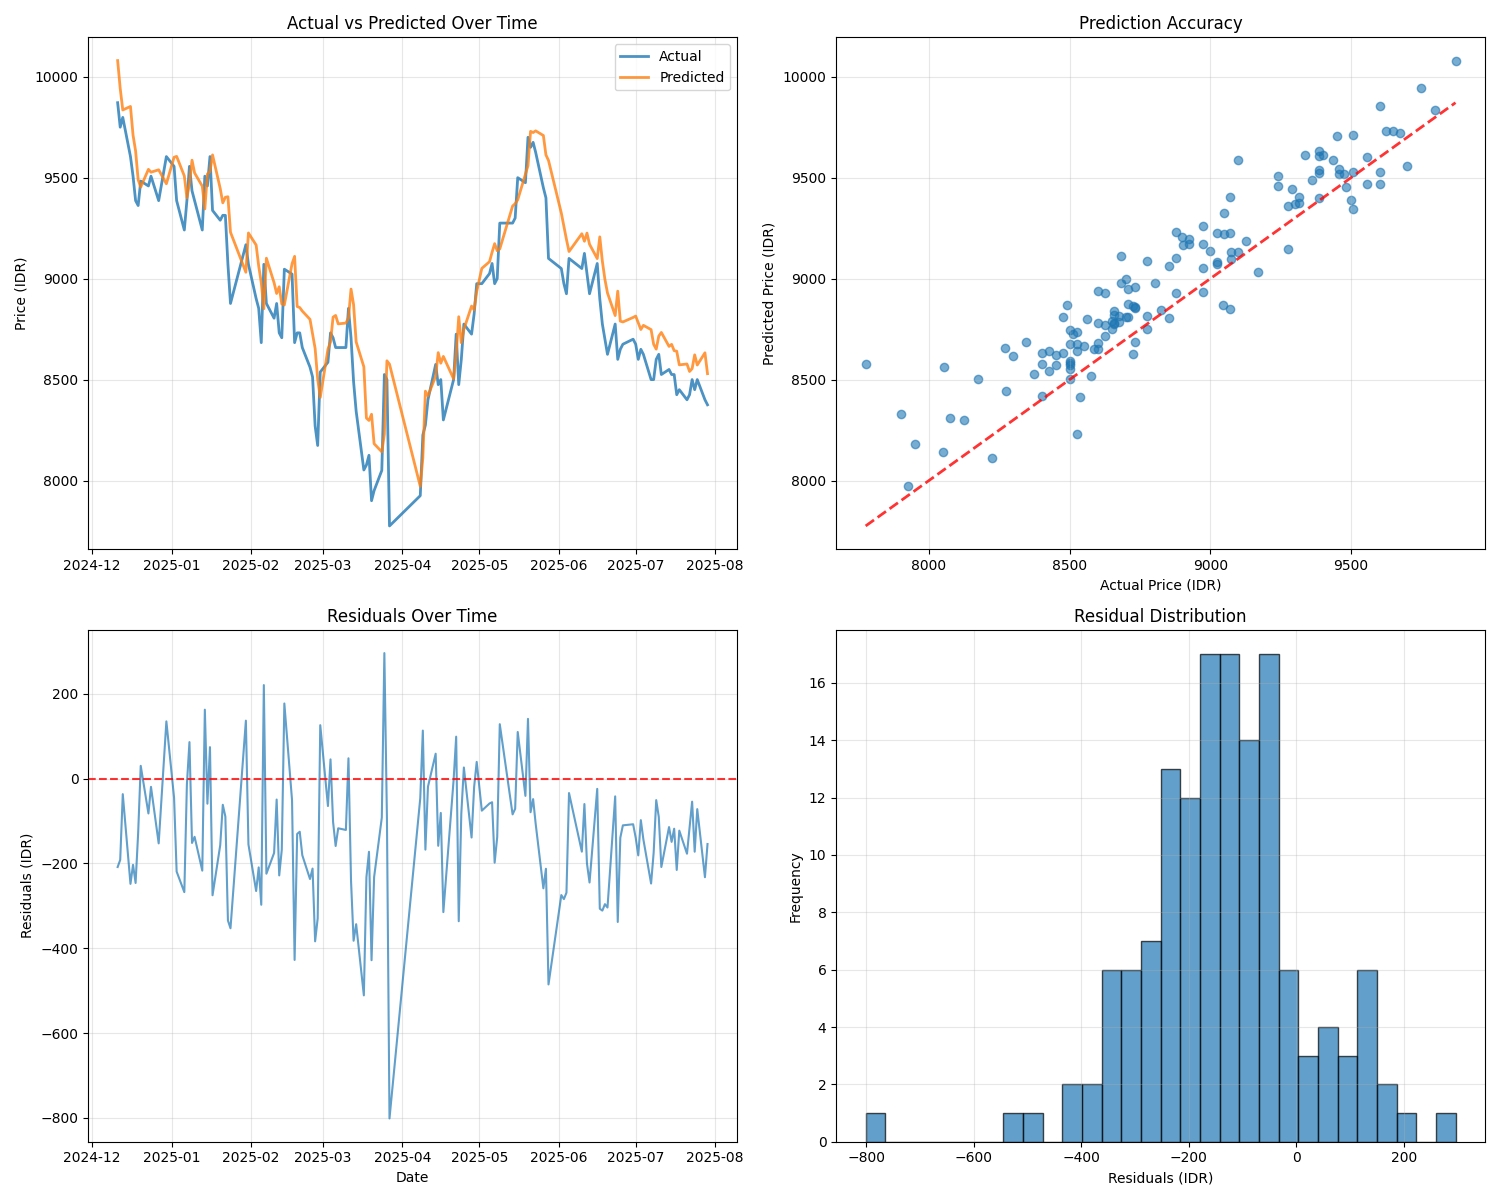 Actual vs Predicted Over Time
Price (IDR)
10000
9500
9000
8500
8000
Actual
Predicted
2024-12 2025-01 2025-02 2025-03 2025-04 2025-05 2025-06 2025-07 2025-08
Prediction Accuracy
Predicted Price (IDR)
10000
9500
9000
8500
8000
8000 8500 9000 9500
Actual Price (IDR)
Residuals Over Time
Residuals (IDR)
200
0
−200
−400
−600
−800
2024-12 2025-01 2025-02 2025-03 2025-04 2025-05 2025-06 2025-07 2025-08
Date
Residual Distribution
Frequency
16
14
12
10
8
6
4
2
0
−800 −600 −400 −200 0 200
Residuals (IDR)